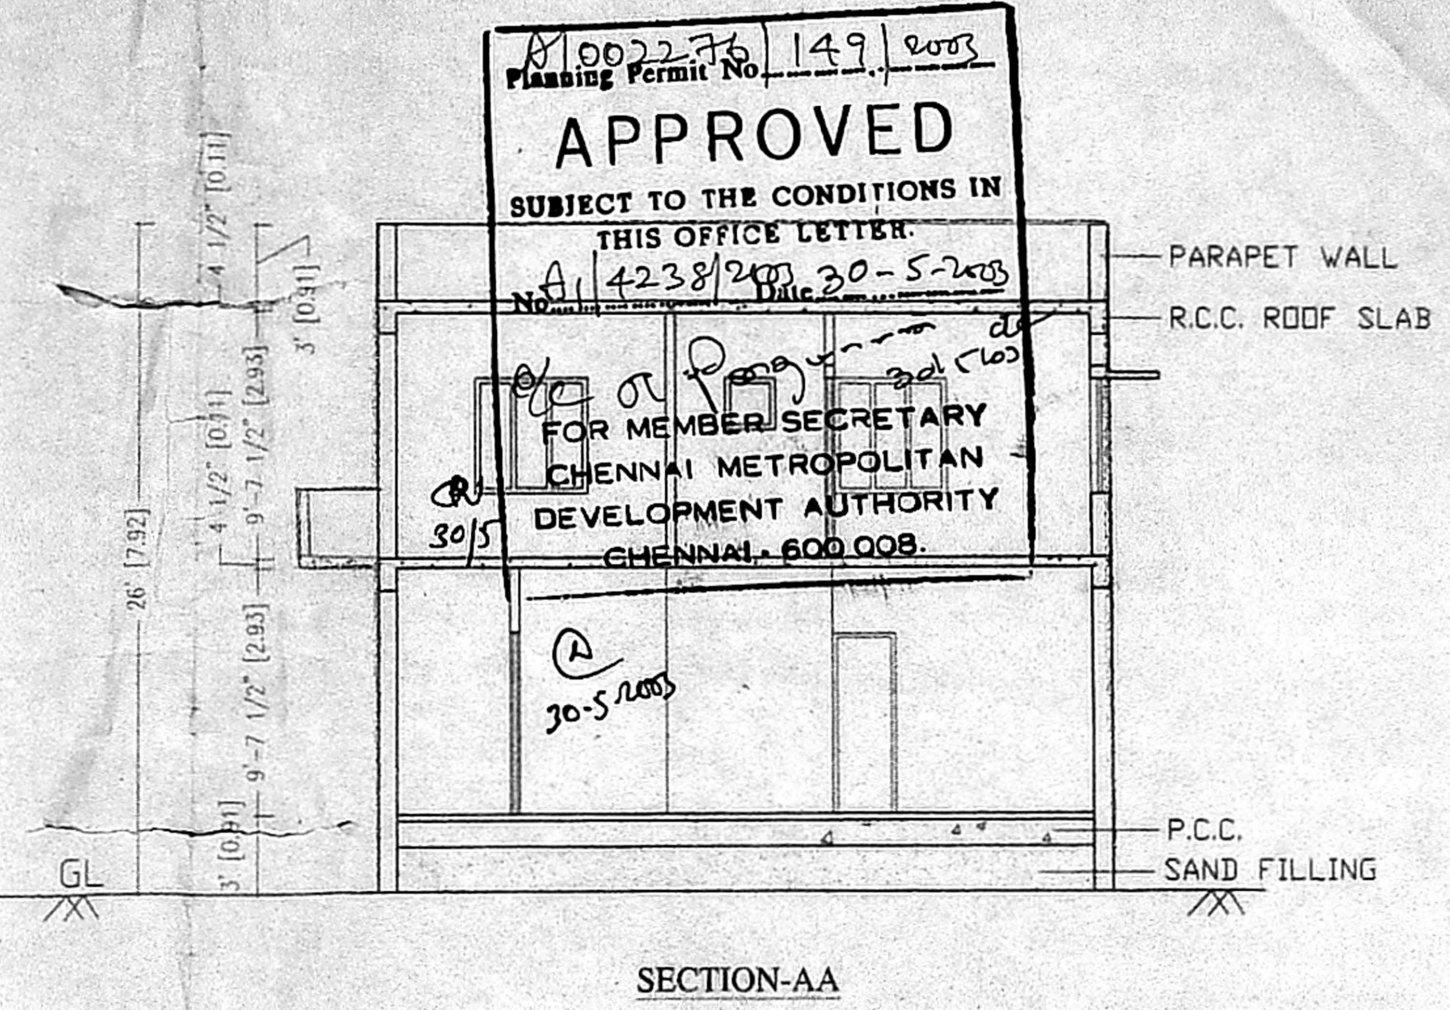 A/002276/149/2003
Planning Permit No
APPROVED
SUBJECT TO THE CONDITIONS IN
THIS OFFICE LETTER.
No. A1/4238/2003 Date 30-5-2003
30/5/03
FOR MEMBER SECRETARY
CHENNAI METROPOLITAN
DEVELOPMENT AUTHORITY
CHENNAI - 600 008.
30/5
30-5-2003
4 1/2" [0.11]
3' [0.91]
9'-7 1/2" [2.93]
4 1/2" [0.11]
26' [7.92]
9'-7 1/2" [2.93]
3' [0.91]
GL
PARAPET WALL
R.C.C. ROOF SLAB
P.C.C.
SAND FILLING
SECTION-AA